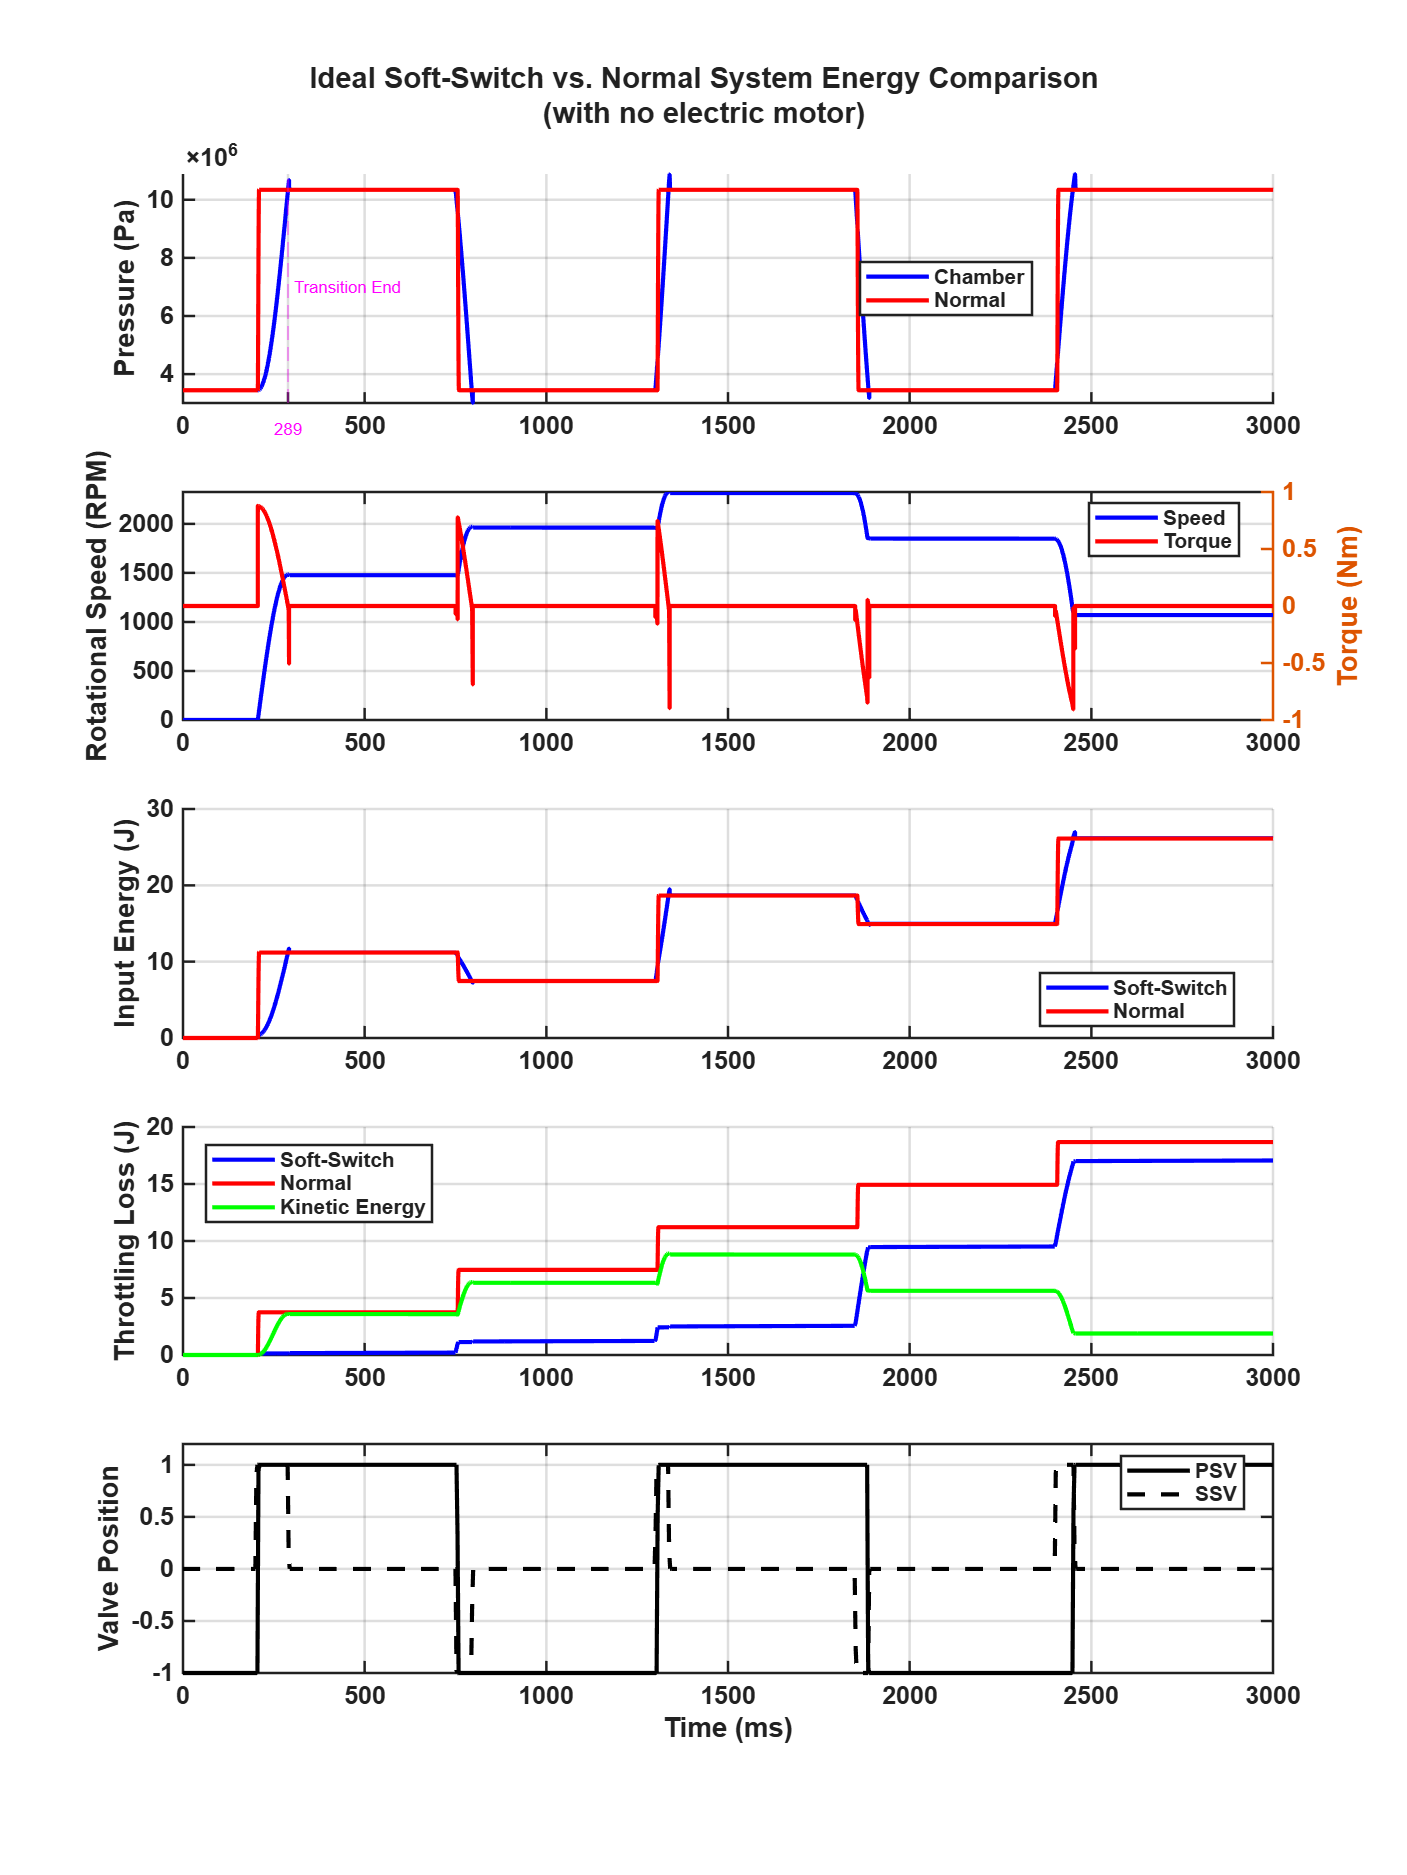 Ideal Soft-Switch vs. Normal System Energy Comparison
(with no electric motor)
×10^6
Pressure (Pa)
10
8
6
4
Transition End
289
Chamber
Normal
0 500 1000 1500 2000 2500 3000
Rotational Speed (RPM)
2000
1500
1000
500
0
Speed
Torque
1
0.5
0
-0.5
-1
Torque (Nm)
0 500 1000 1500 2000 2500 3000
Input Energy (J)
30
20
10
0
Soft-Switch
Normal
0 500 1000 1500 2000 2500 3000
Throttling Loss (J)
20
15
10
5
0
Soft-Switch
Normal
Kinetic Energy
0 500 1000 1500 2000 2500 3000
Valve Position
1
0.5
0
-0.5
-1
PSV
SSV
0 500 1000 1500 2000 2500 3000
Time (ms)